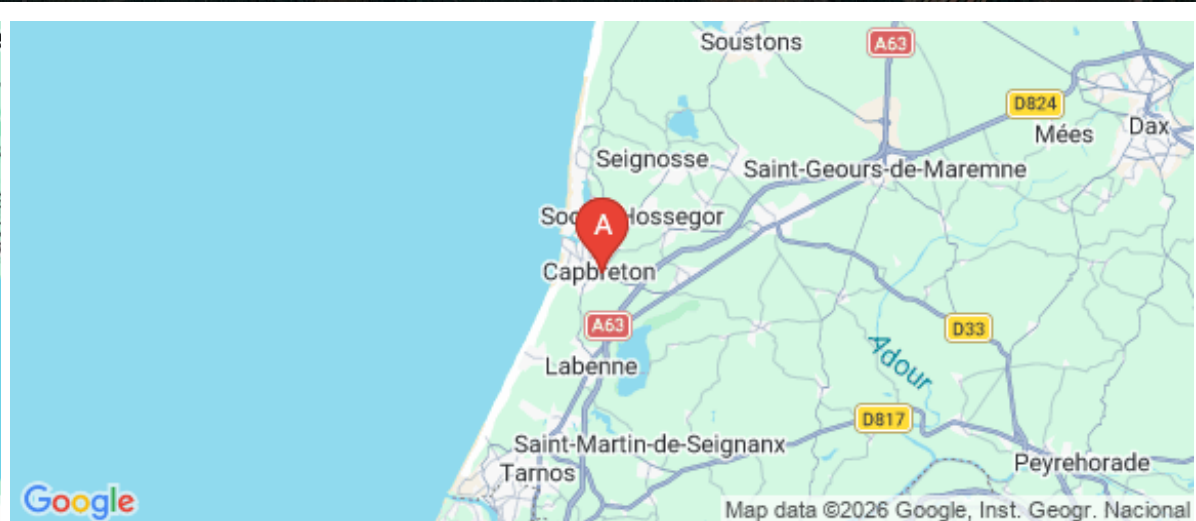 Soustons
A63
D824
Mées
Dax
Seignosse
Saint-Geours-de-Maremne
Hossegor
A
Capbreton
A63
D33
Labenne
Adour
D817
Saint-Martin-de-Seignanx
Peyrehorade
Tarnos
Google
Map data ©2026 Google, Inst. Geogr. Nacional